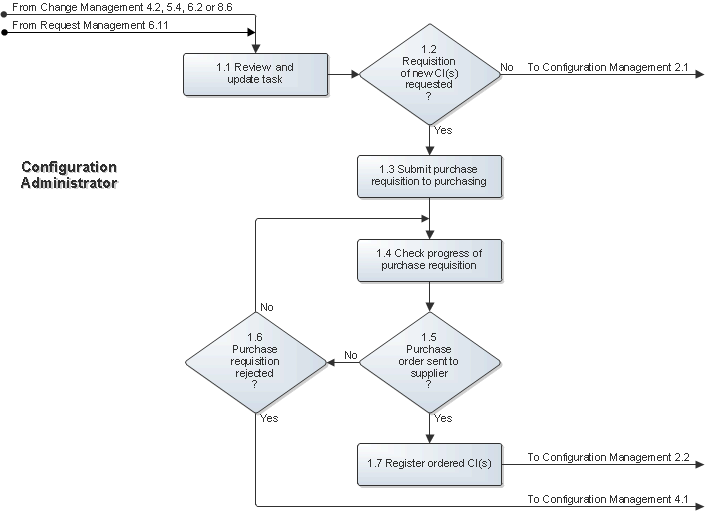 From Change Management 4.2, 5.4, 6.2 or 8.6
From Request Management 6.11
1.1 Review and
update task
1.2
Requisition
of new CI(s)
requested
?
No
To Configuration Management 2.1
Yes
Configuration
Administrator
1.3 Submit purchase
requisition to purchasing
1.4 Check progress of
purchase requisition
No
1.6
Purchase
requisition
rejected
?
No
1.5
Purchase
order sent to
supplier
?
Yes
Yes
1.7 Register ordered CI(s)
To Configuration Management 2.2
To Configuration Management 4.1